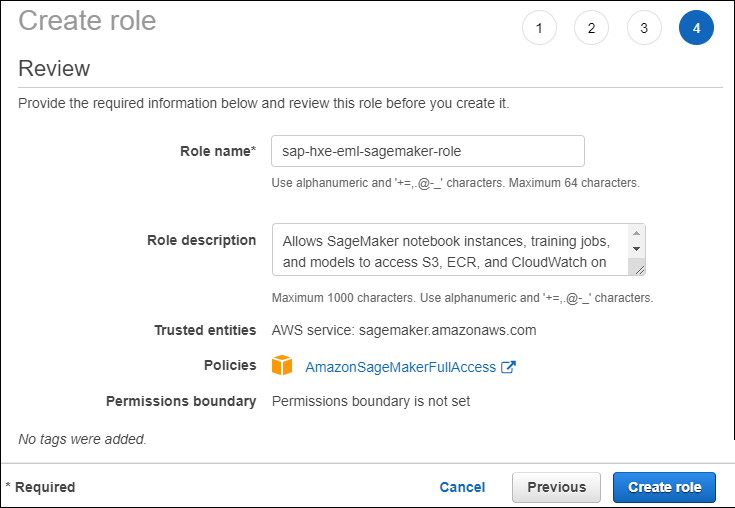 Create role
1 2 3 4
Review
Provide the required information below and review this role before you create it.
Role name* sap-hxe-eml-sagemaker-role
Use alphanumeric and '+=,.@-_' characters. Maximum 64 characters.
Role description Allows SageMaker notebook instances, training jobs,
and models to access S3, ECR, and CloudWatch on
Maximum 1000 characters. Use alphanumeric and '+=,.@-_' characters.
Trusted entities AWS service: sagemaker.amazonaws.com
Policies AmazonSageMakerFullAccess
Permissions boundary Permissions boundary is not set
No tags were added.
* Required Cancel Previous Create role